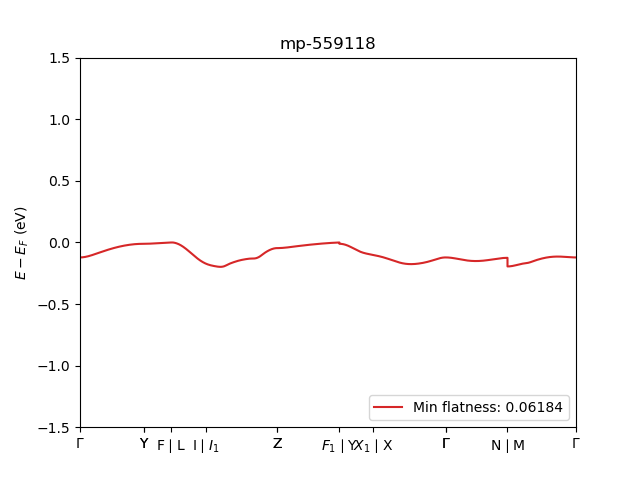 mp-559118
1.5
1.0
0.5
0.0
−0.5
−1.0
−1.5
E − E_F (eV)
Min flatness: 0.06184
Γ Y F | L I | I₁ Z F₁ | Y X₁ | X Γ N | M Γ